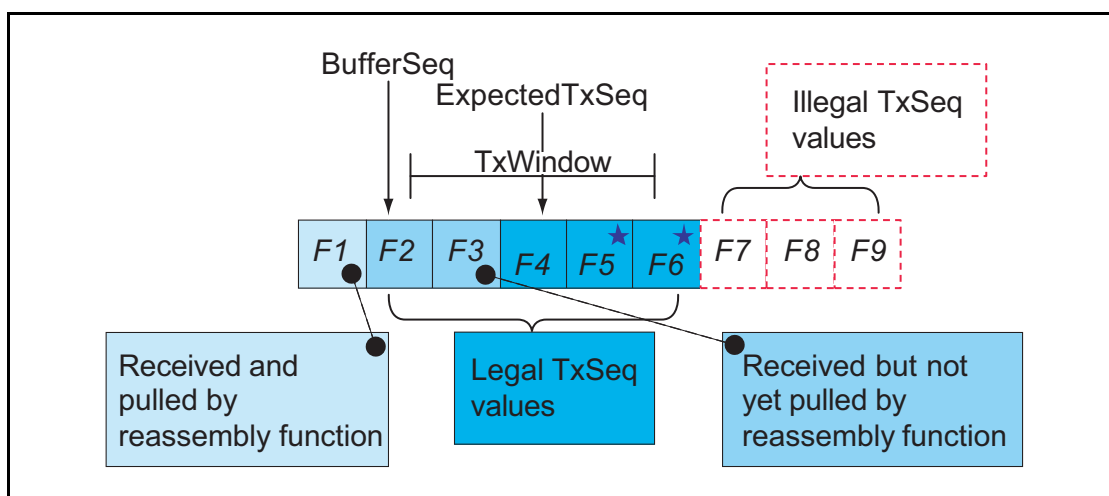 BufferSeq
ExpectedTxSeq
TxWindow
Illegal TxSeq
values
F1 F2 F3 F4 F5 F6 F7 F8 F9
Received and
pulled by
reassembly function
Legal TxSeq
values
Received but not
yet pulled by
reassembly function